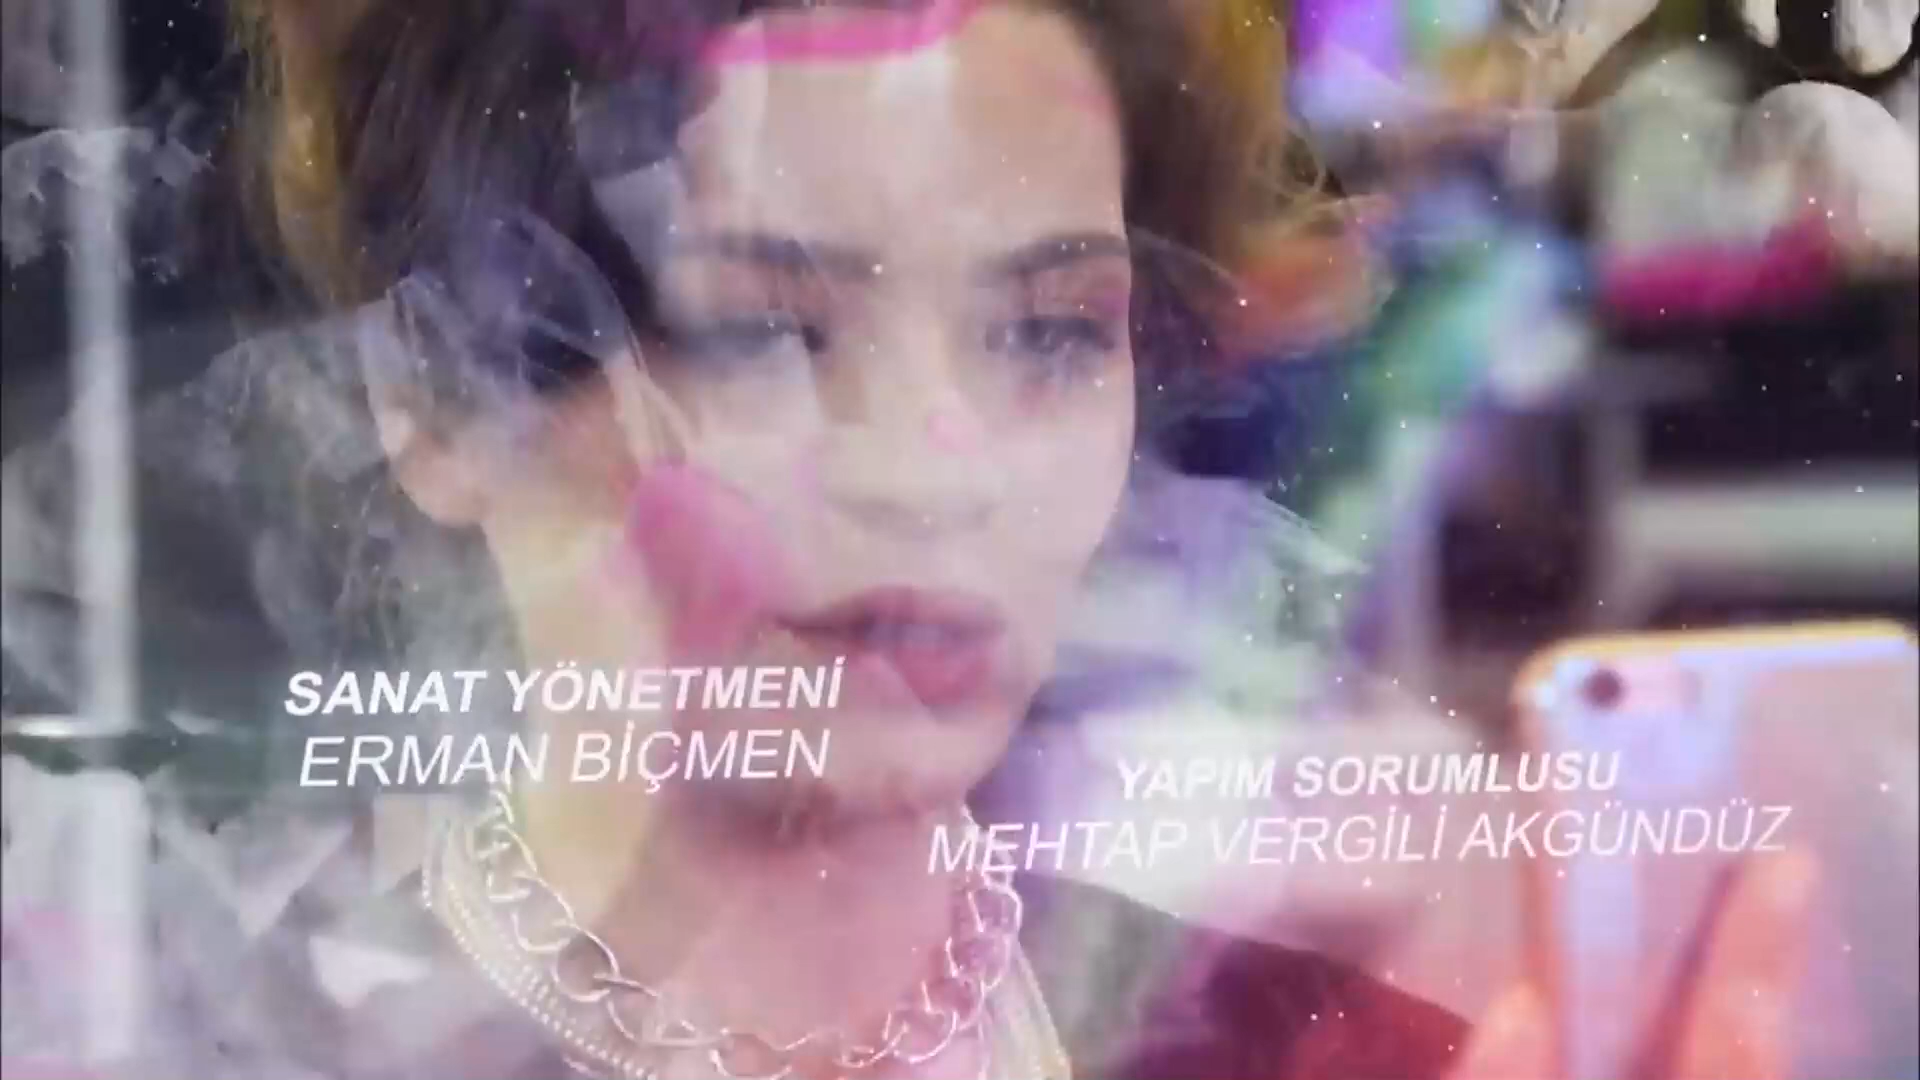 SANAT YÖNETMENİ
ERMAN BİÇMEN
YAPIM SORUMLUSU
MEHTAP VERGİLİ AKGÜNDÜZ